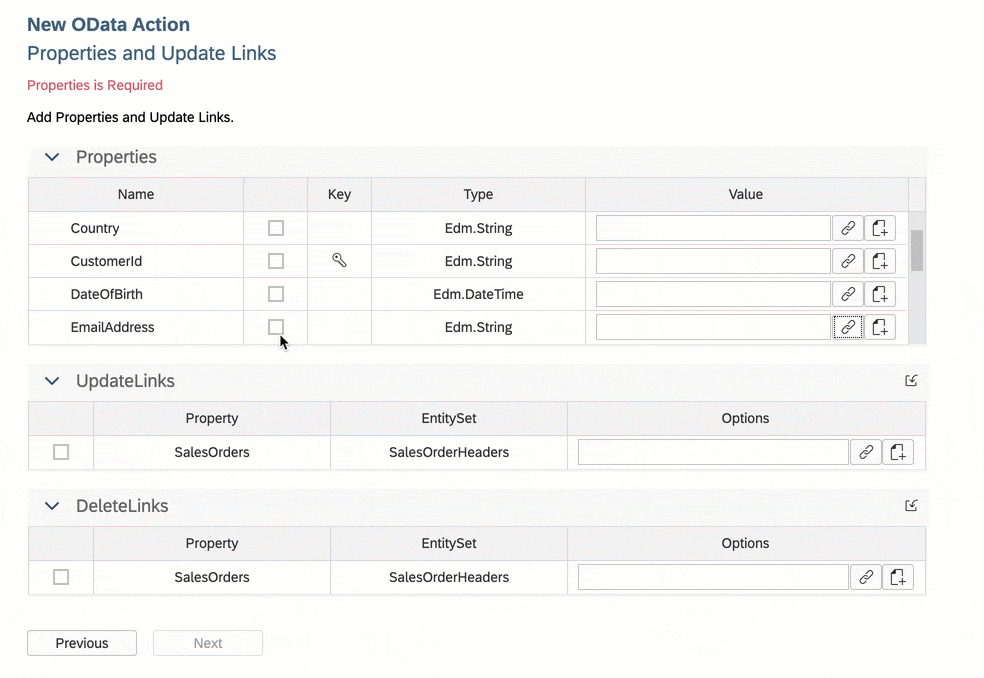 New OData Action
Properties and Update Links
Properties is Required
Add Properties and Update Links.
Properties
Name Key Type Value
Country Edm.String
CustomerId Edm.String
DateOfBirth Edm.DateTime
EmailAddress Edm.String
UpdateLinks
Property EntitySet Options
SalesOrders SalesOrderHeaders
DeleteLinks
Property EntitySet Options
SalesOrders SalesOrderHeaders
Previous Next